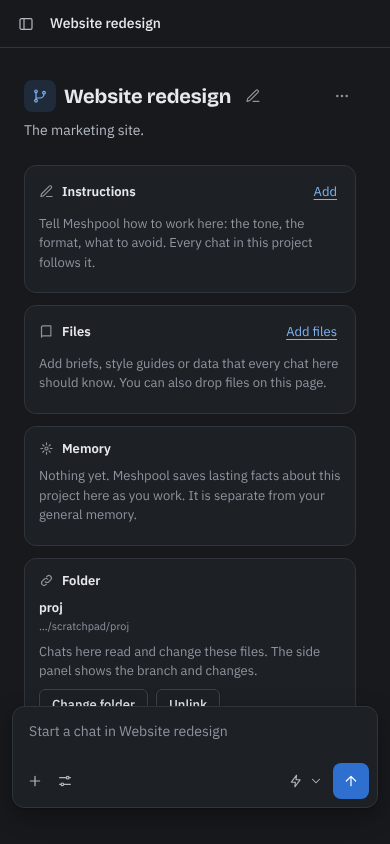 Website redesign
Website redesign
The marketing site.
Instructions
Add
Tell Meshpool how to work here: the tone, the
format, what to avoid. Every chat in this project
follows it.
Files
Add files
Add briefs, style guides or data that every chat here
should know. You can also drop files on this page.
Memory
Nothing yet. Meshpool saves lasting facts about this
project here as you work. It is separate from your
general memory.
Folder
proj
.../scratchpad/proj
Chats here read and change these files. The side
panel shows the branch and changes.
Change folder
Unlink
Start a chat in Website redesign